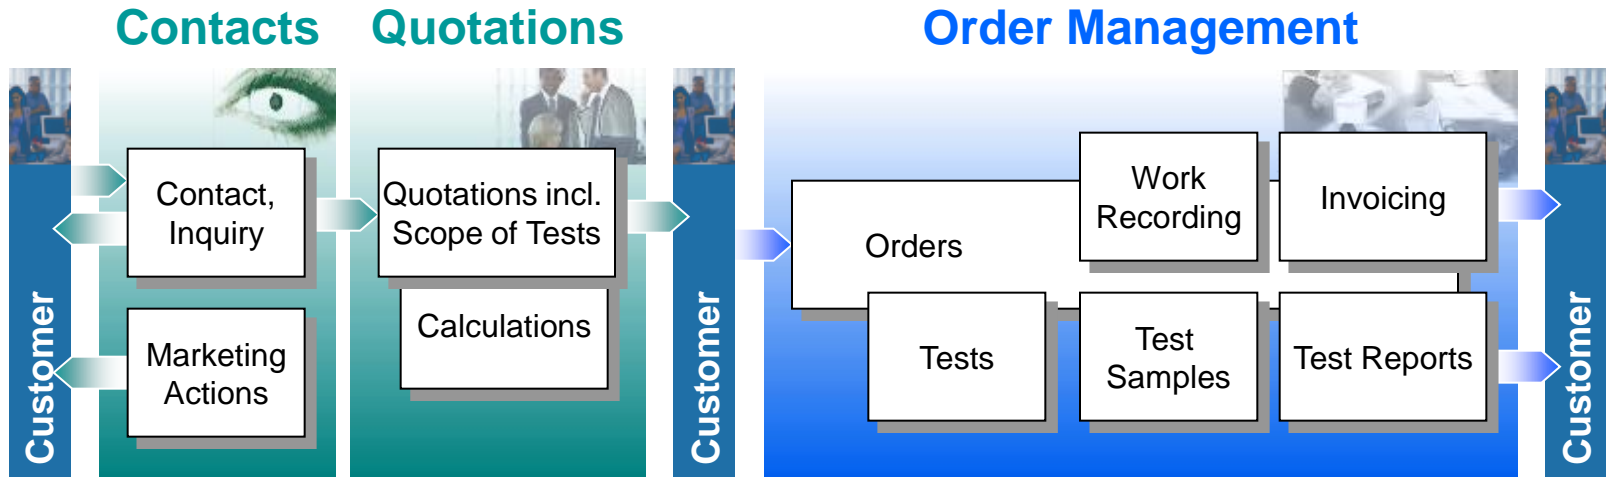 Contacts
Quotations
Order Management
Customer
Contact,
Inquiry
Marketing
Actions
Quotations incl.
Scope of Tests
Calculations
Customer
Orders
Work
Recording
Invoicing
Tests
Test
Samples
Test Reports
Customer